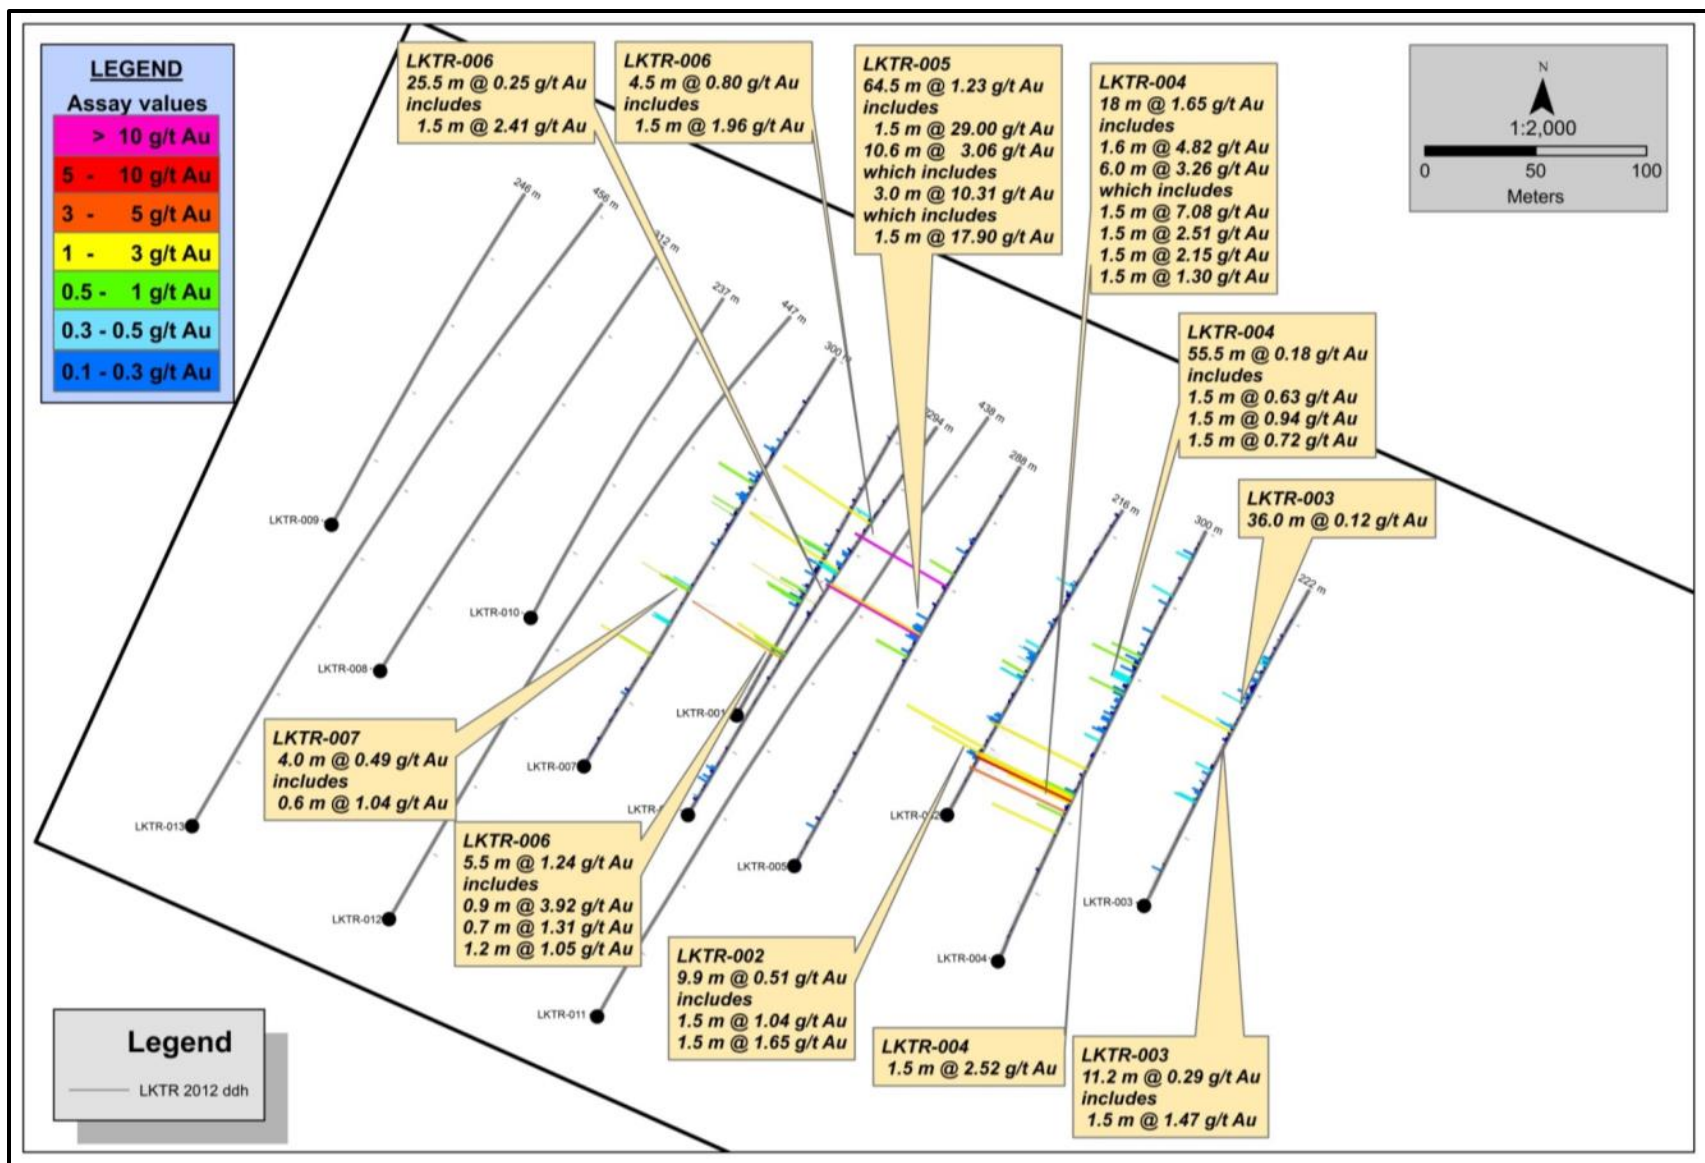 LEGEND
Assay values
> 10 g/t Au
5 - 10 g/t Au
3 - 5 g/t Au
1 - 3 g/t Au
0.5 - 1 g/t Au
0.3 - 0.5 g/t Au
0.1 - 0.3 g/t Au
LKTR-006
25.5 m @ 0.25 g/t Au
includes
1.5 m @ 2.41 g/t Au
LKTR-006
4.5 m @ 0.80 g/t Au
includes
1.5 m @ 1.96 g/t Au
LKTR-005
64.5 m @ 1.23 g/t Au
includes
1.5 m @ 29.00 g/t Au
10.6 m @ 3.06 g/t Au
which includes
3.0 m @ 10.31 g/t Au
which includes
1.5 m @ 17.90 g/t Au
LKTR-004
18 m @ 1.65 g/t Au
includes
1.6 m @ 4.82 g/t Au
6.0 m @ 3.26 g/t Au
which includes
1.5 m @ 7.08 g/t Au
1.5 m @ 2.51 g/t Au
1.5 m @ 2.15 g/t Au
1.5 m @ 1.30 g/t Au
N
1:2,000
0 50 100
Meters
LKTR-004
55.5 m @ 0.18 g/t Au
includes
1.5 m @ 0.63 g/t Au
1.5 m @ 0.94 g/t Au
1.5 m @ 0.72 g/t Au
LKTR-003
36.0 m @ 0.12 g/t Au
246 m
456 m
312 m
237 m
447 m
300 m
294 m
438 m
288 m
216 m
300 m
222 m
LKTR-009
LKTR-010
LKTR-008
LKTR-001
LKTR-007
LKTR-013
LKTR-005
LKTR-003
LKTR-012
LKTR-004
LKTR-011
LKTR-007
4.0 m @ 0.49 g/t Au
includes
0.6 m @ 1.04 g/t Au
LKTR-006
5.5 m @ 1.24 g/t Au
includes
0.9 m @ 3.92 g/t Au
0.7 m @ 1.31 g/t Au
1.2 m @ 1.05 g/t Au
LKTR-002
9.9 m @ 0.51 g/t Au
includes
1.5 m @ 1.04 g/t Au
1.5 m @ 1.65 g/t Au
LKTR-004
1.5 m @ 2.52 g/t Au
LKTR-003
11.2 m @ 0.29 g/t Au
includes
1.5 m @ 1.47 g/t Au
Legend
LKTR 2012 ddh